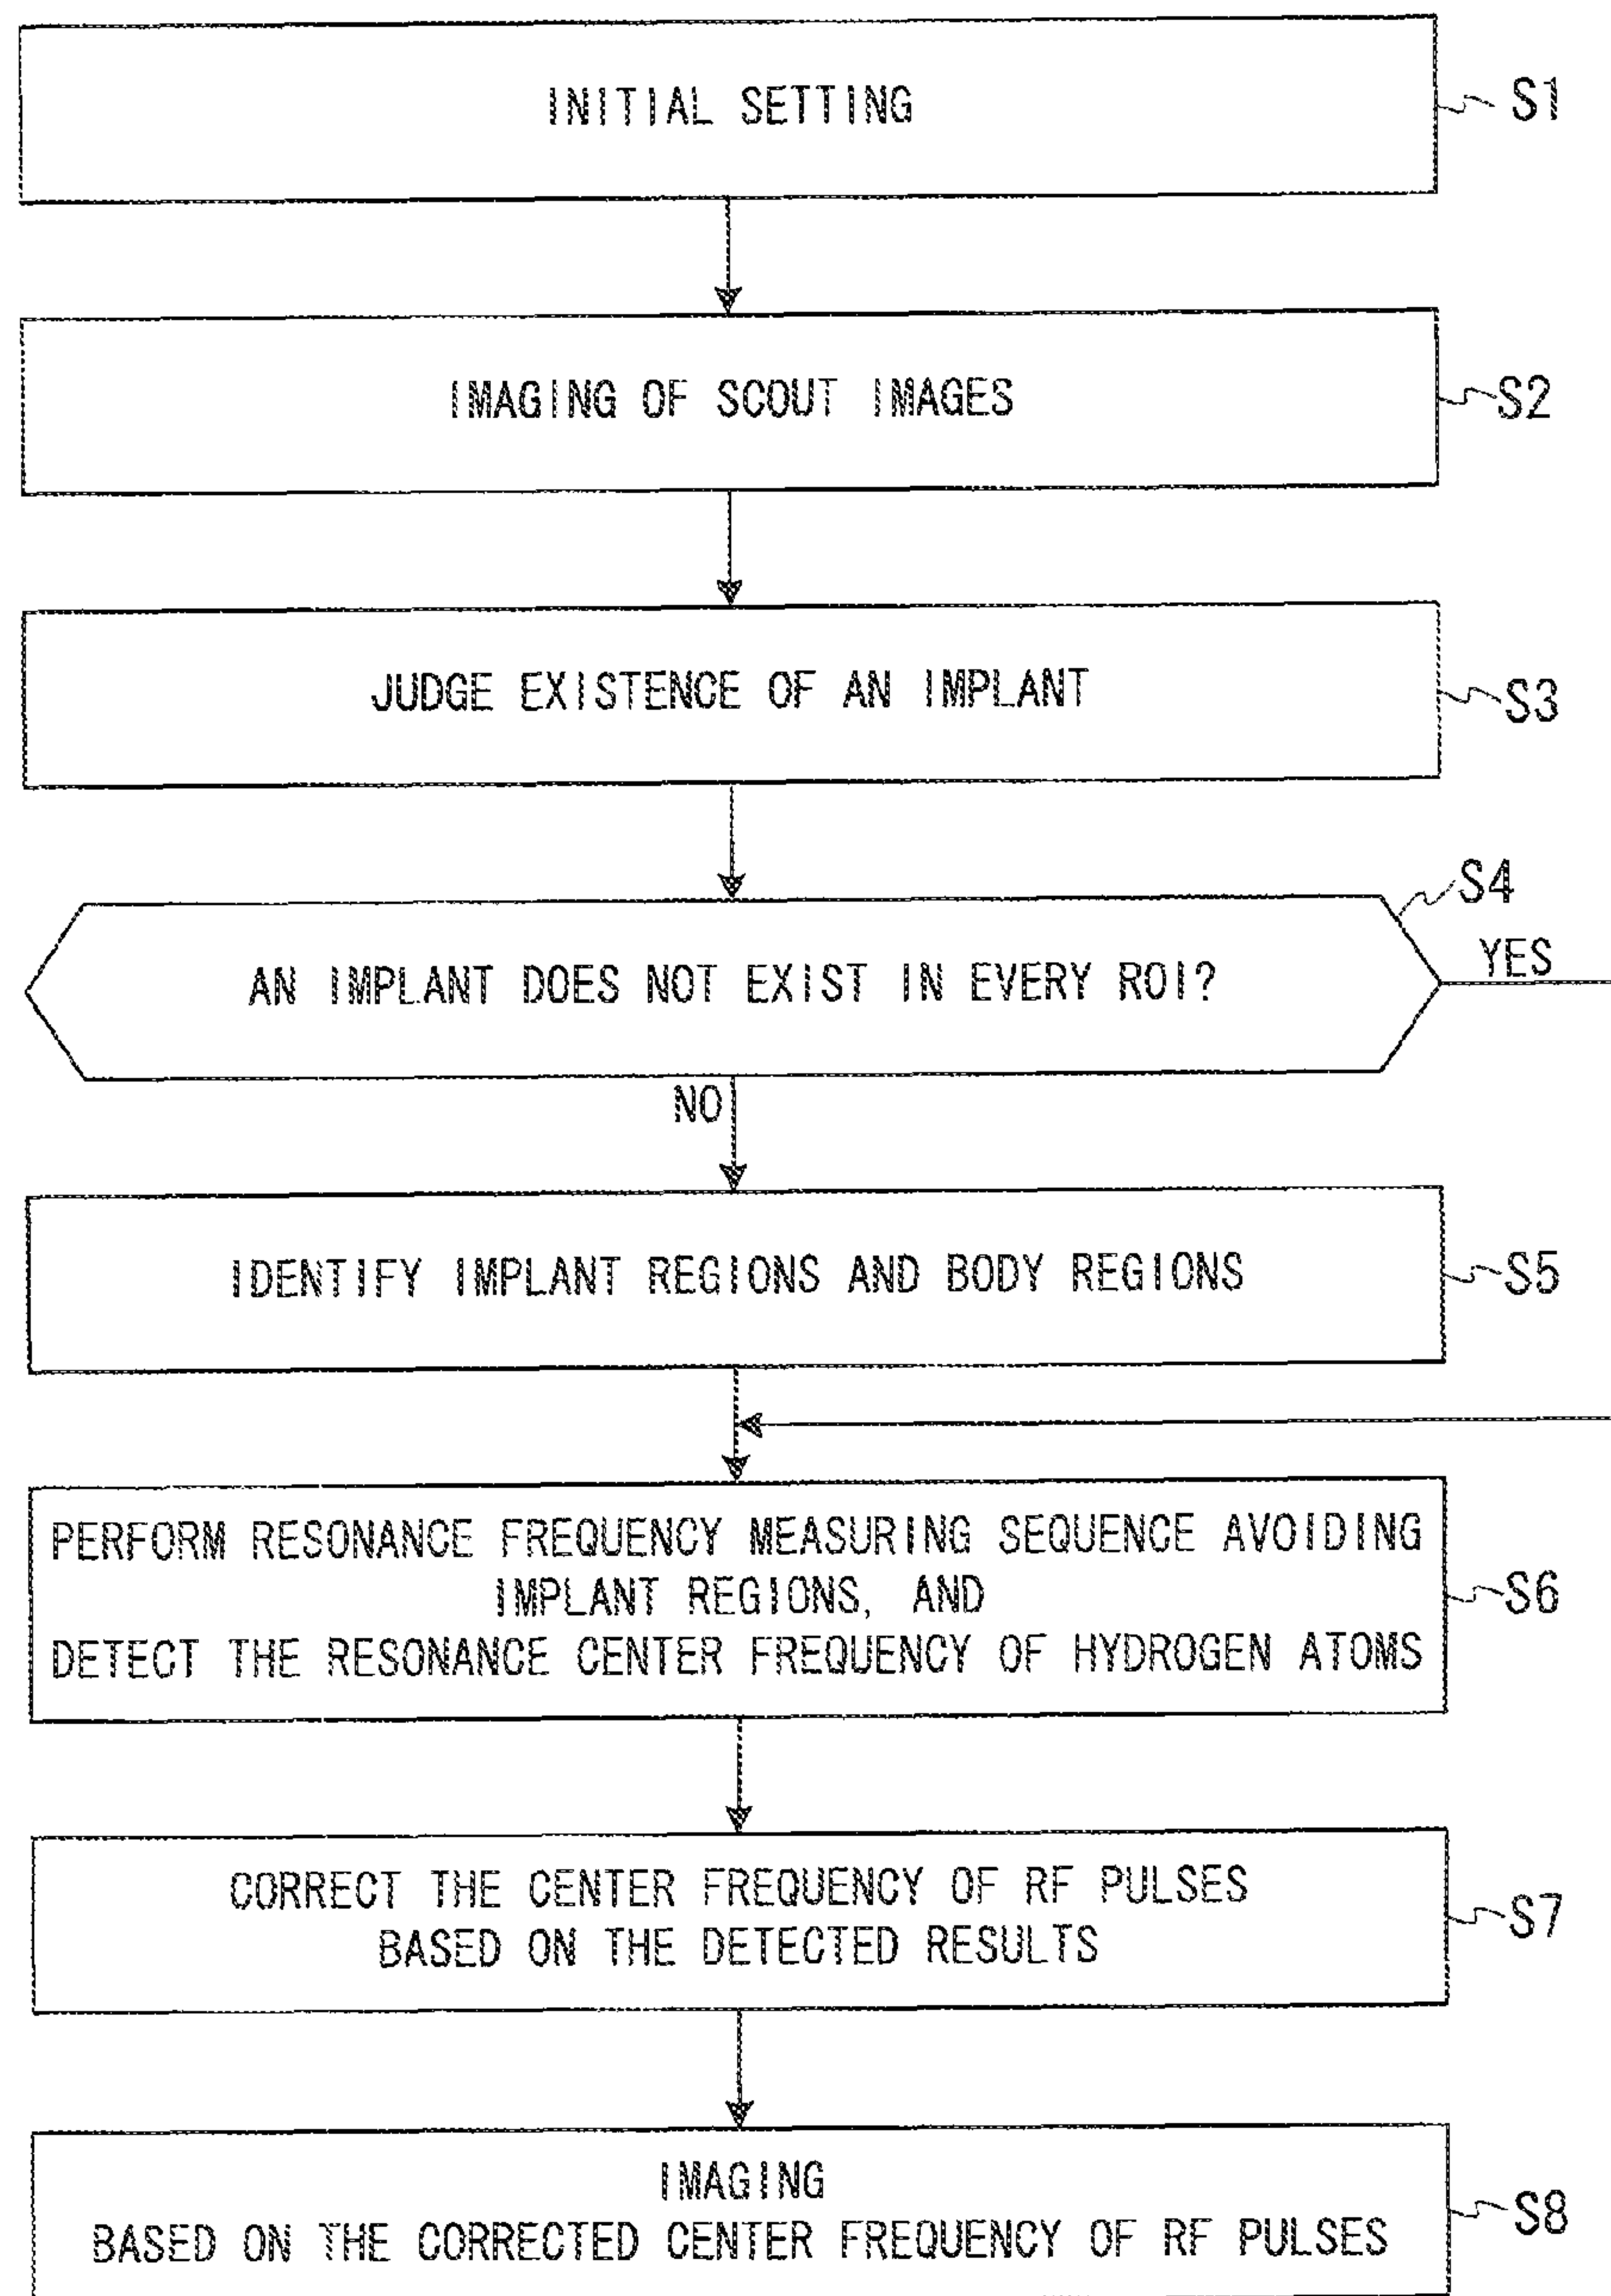 INITIAL SETTING
S1
IMAGING OF SCOUT IMAGES
S2
JUDGE EXISTENCE OF AN IMPLANT
S3
S4
AN IMPLANT DOES NOT EXIST IN EVERY ROI?
YES
NO
IDENTIFY IMPLANT REGIONS AND BODY REGIONS
S5
PERFORM RESONANCE FREQUENCY MEASURING SEQUENCE AVOIDING
IMPLANT REGIONS, AND
DETECT THE RESONANCE CENTER FREQUENCY OF HYDROGEN ATOMS
S6
CORRECT THE CENTER FREQUENCY OF RF PULSES
BASED ON THE DETECTED RESULTS
S7
IMAGING
BASED ON THE CORRECTED CENTER FREQUENCY OF RF PULSES
S8